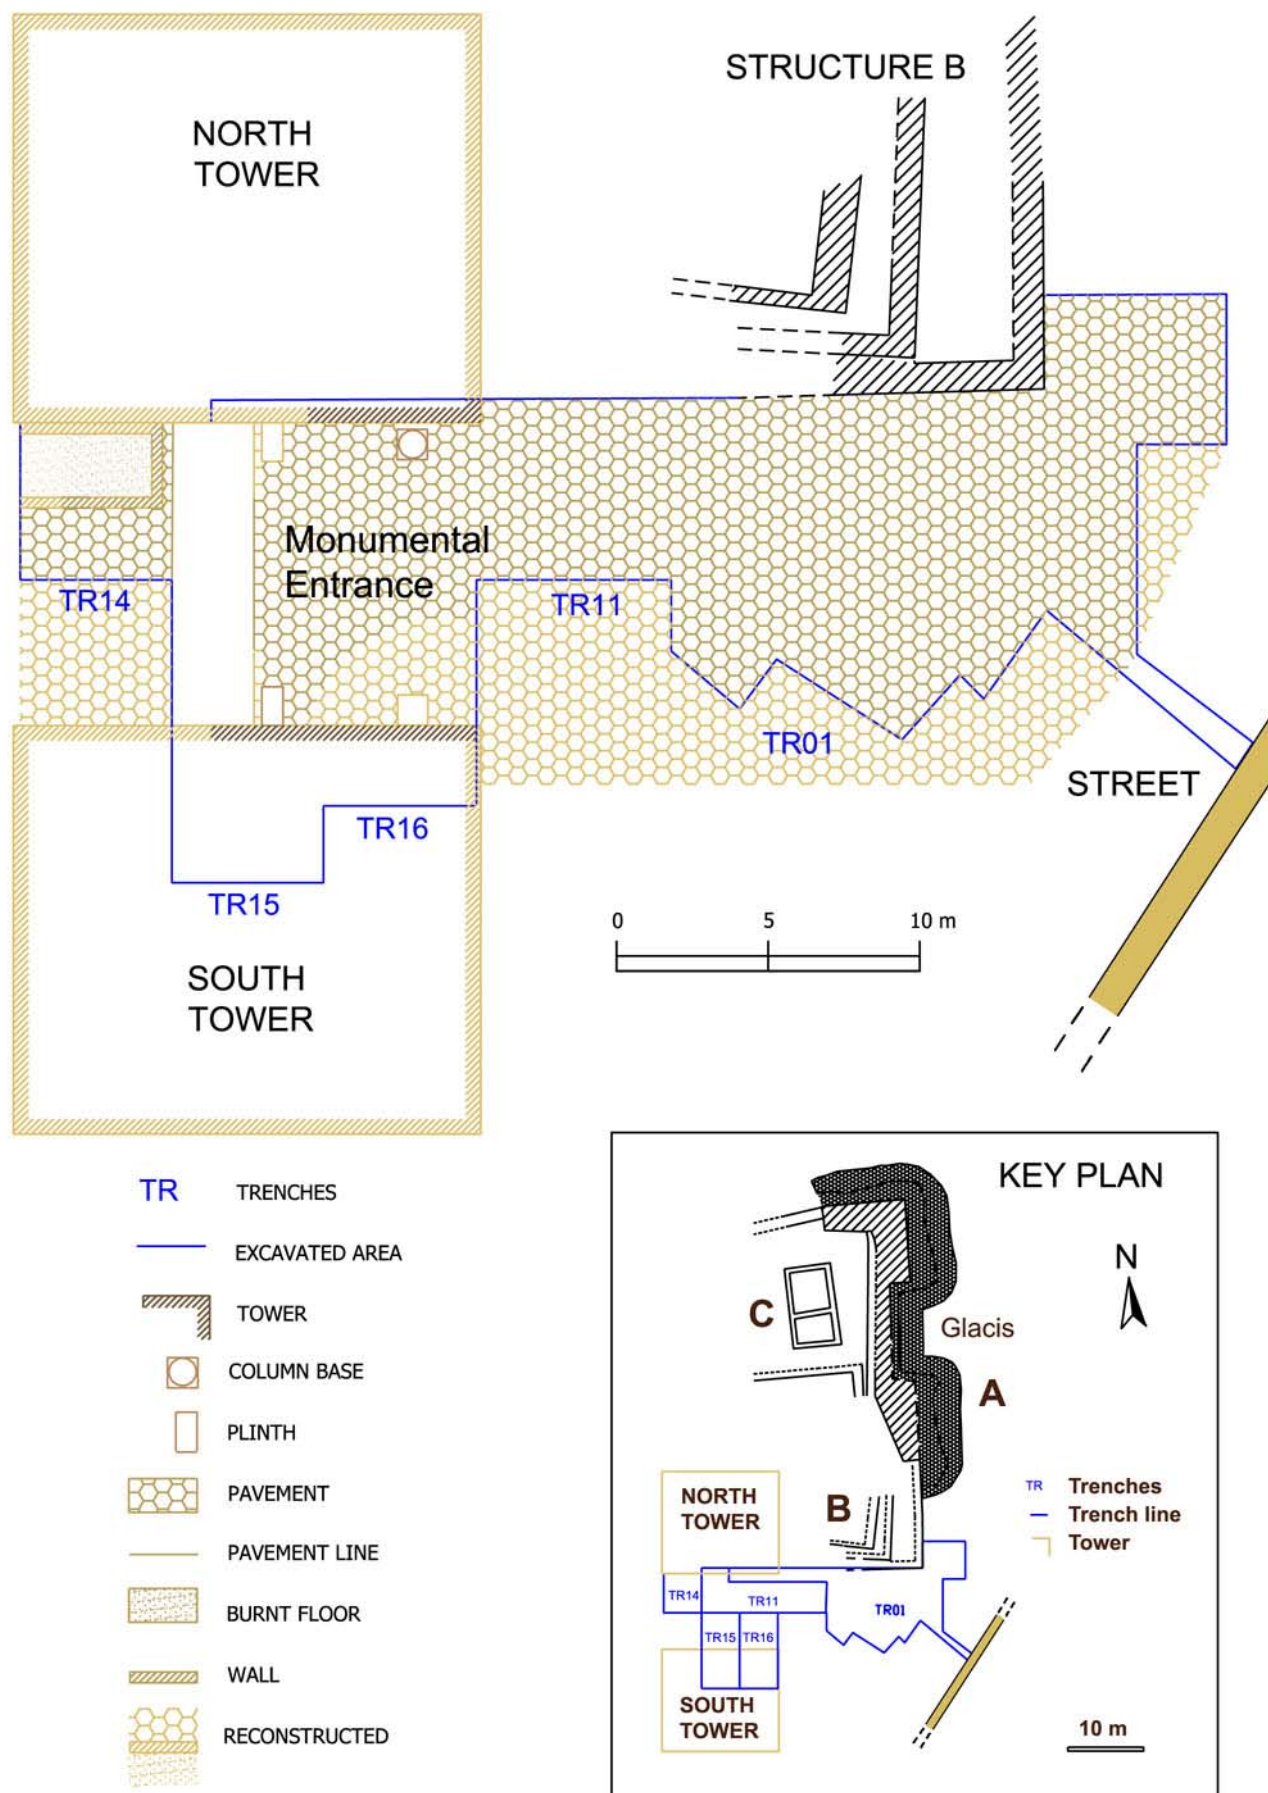 STRUCTURE B
NORTH
TOWER
Monumental
Entrance
TR14
TR11
TR01
STREET
TR16
TR15
0 5 10 m
SOUTH
TOWER
TR TRENCHES
EXCAVATED AREA
TOWER
COLUMN BASE
PLINTH
PAVEMENT
PAVEMENT LINE
BURNT FLOOR
WALL
RECONSTRUCTED
KEY PLAN
N
C
Glacis
A
NORTH
TOWER
B
TR Trenches
Trench line
Tower
TR14
TR11
TR01
TR15
TR16
SOUTH
TOWER
10 m